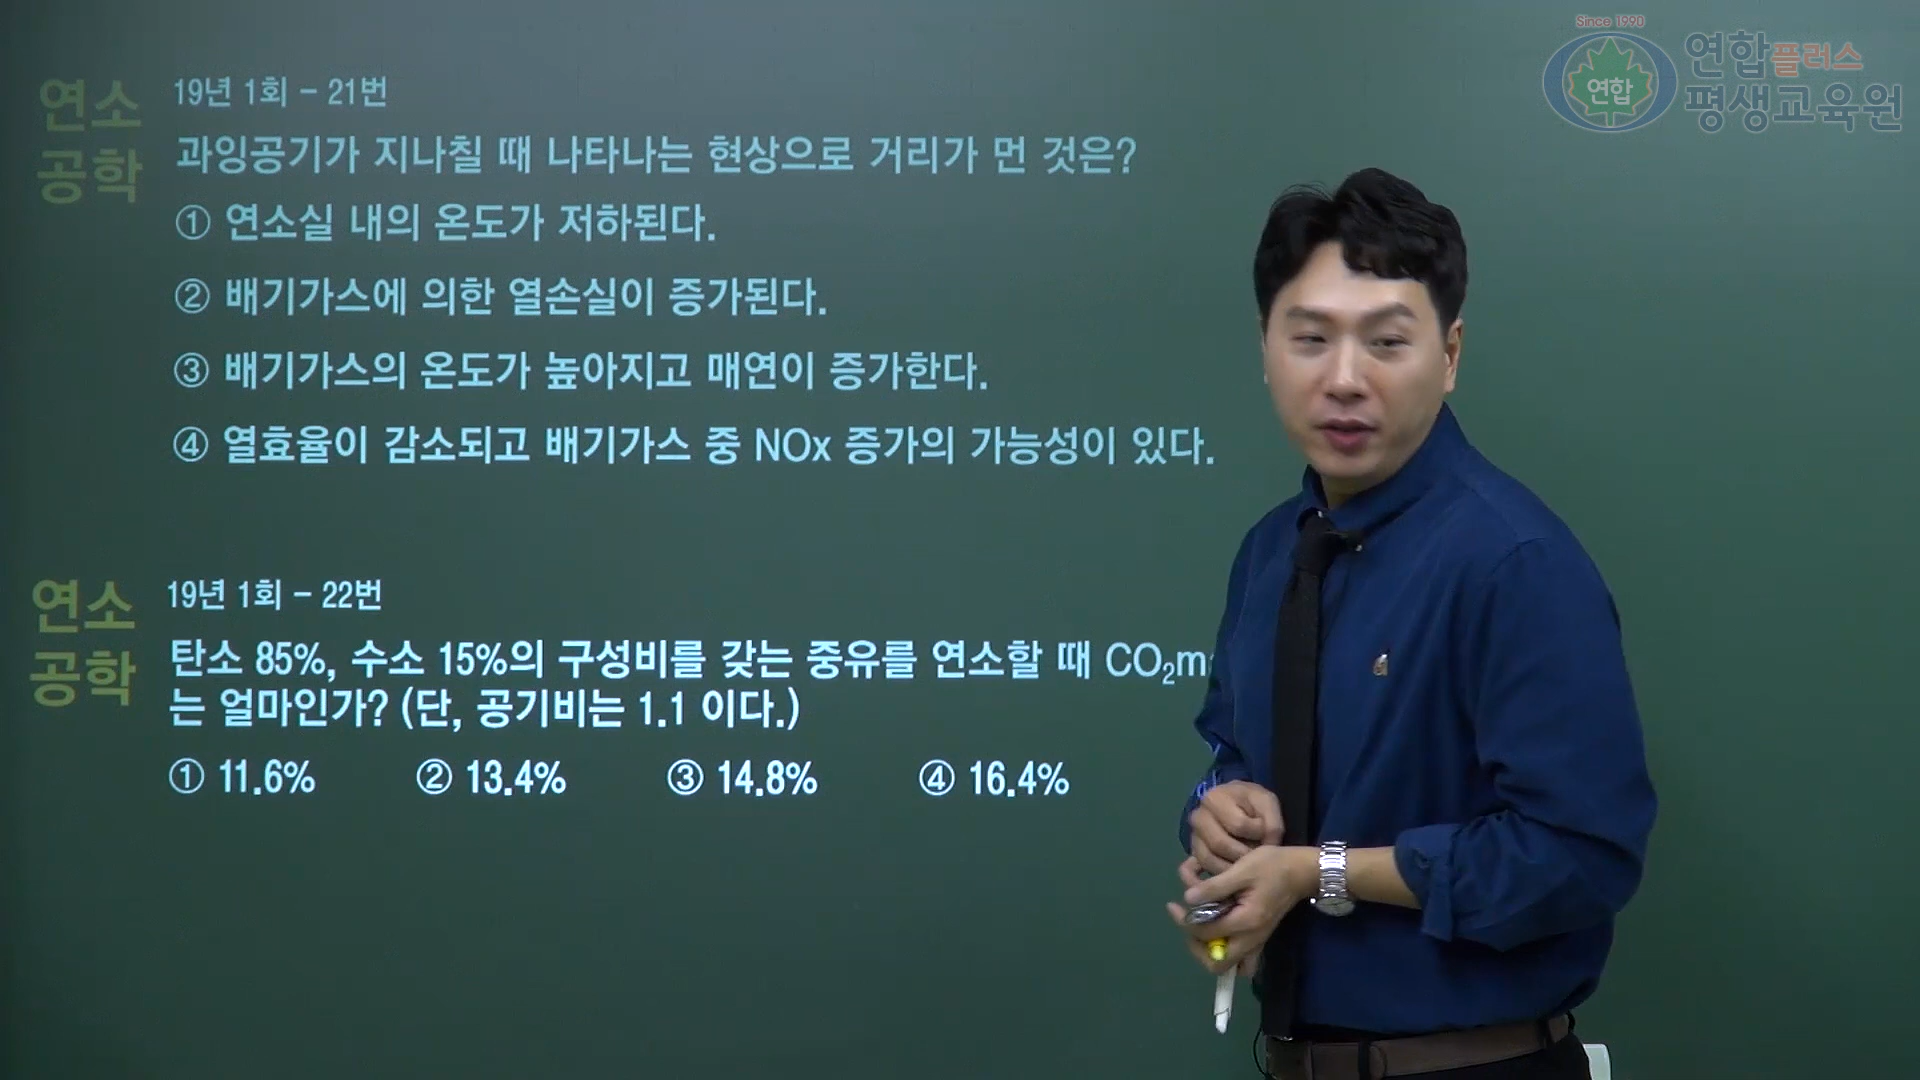 Since 1990
연합플러스
평생교육원
연합
연소
공학
19년 1회 - 21번
과잉공기가 지나칠 때 나타나는 현상으로 거리가 먼 것은?
① 연소실 내의 온도가 저하된다.
② 배기가스에 의한 열손실이 증가된다.
③ 배기가스의 온도가 높아지고 매연이 증가한다.
④ 열효율이 감소되고 배기가스 중 NOx 증가의 가능성이 있다.
연소
공학
19년 1회 - 22번
탄소 85%, 수소 15%의 구성비를 갖는 중유를 연소할 때 CO₂m
는 얼마인가? (단, 공기비는 1.1 이다.)
① 11.6% ② 13.4% ③ 14.8% ④ 16.4%